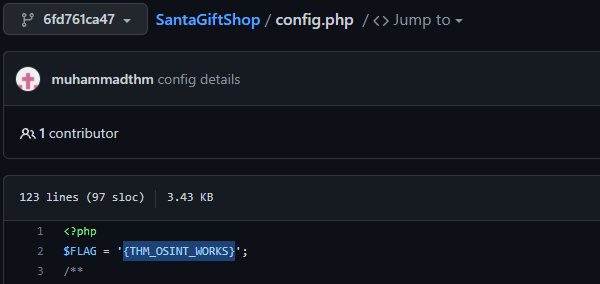 6fd761ca47 SantaGiftShop / config.php / <> Jump to
muhammadthm config details
1 contributor
123 lines (97 sloc) 3.43 KB
1 <?php
2 $FLAG = '{THM_OSINT_WORKS}';
3 /**